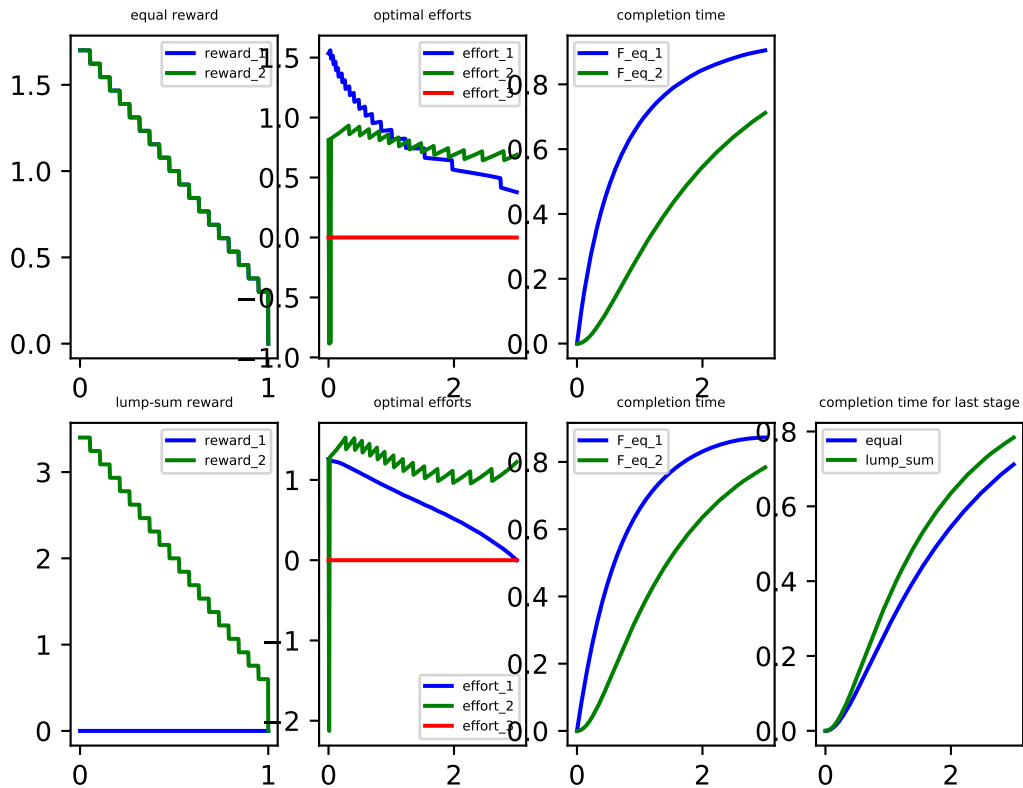 equal reward
optimal efforts
completion time
reward_1
reward_2
effort_1
effort_2
effort_3
F_eq_1
F_eq_2
1.5
1.0
0.5
0.0
0
1
1.5
1.0
0.5
0.0
−0.5
−1.0
0
2
0.8
0.6
0.4
0.2
0.0
0
2
lump-sum reward
optimal efforts
completion time
completion time for last stage
reward_1
reward_2
effort_1
effort_2
effort_3
F_eq_1
F_eq_2
equal
lump_sum
3
2
1
0
0
1
1
0
−1
−2
0
2
0.8
0.6
0.4
0.2
0.0
0
2
0.8
0.6
0.4
0.2
0.0
0
2